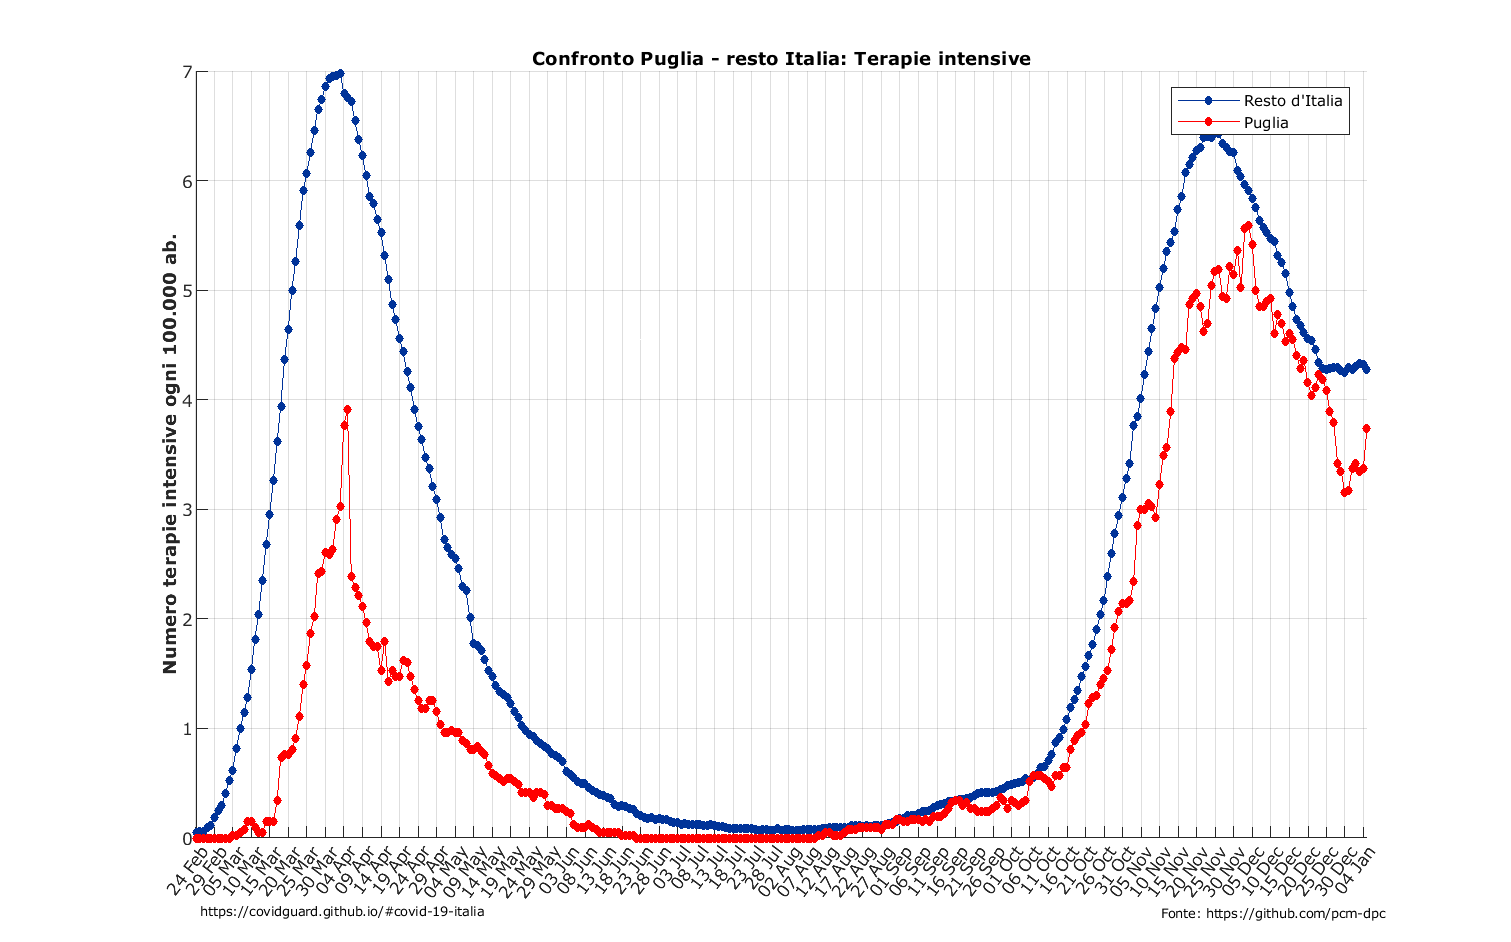 Confronto Puglia - resto Italia: Terapie intensive
Resto d'Italia
Puglia
Numero terapie intensive ogni 100.000 ab.
7
6
5
4
3
2
1
0
24 Feb
29 Feb
05 Mar
10 Mar
15 Mar
20 Mar
25 Mar
30 Mar
04 Apr
09 Apr
14 Apr
19 Apr
24 Apr
29 Apr
04 May
09 May
14 May
19 May
24 May
29 May
03 Jun
08 Jun
13 Jun
18 Jun
23 Jun
28 Jun
03 Jul
08 Jul
13 Jul
18 Jul
23 Jul
28 Jul
02 Aug
07 Aug
12 Aug
17 Aug
22 Aug
27 Aug
01 Sep
06 Sep
11 Sep
16 Sep
21 Sep
26 Sep
01 Oct
06 Oct
11 Oct
16 Oct
21 Oct
26 Oct
31 Oct
05 Nov
10 Nov
15 Nov
20 Nov
25 Nov
30 Nov
05 Dec
10 Dec
15 Dec
20 Dec
25 Dec
30 Dec
04 Jan
https://covidguard.github.io/#covid-19-italia
Fonte: https://github.com/pcm-dpc